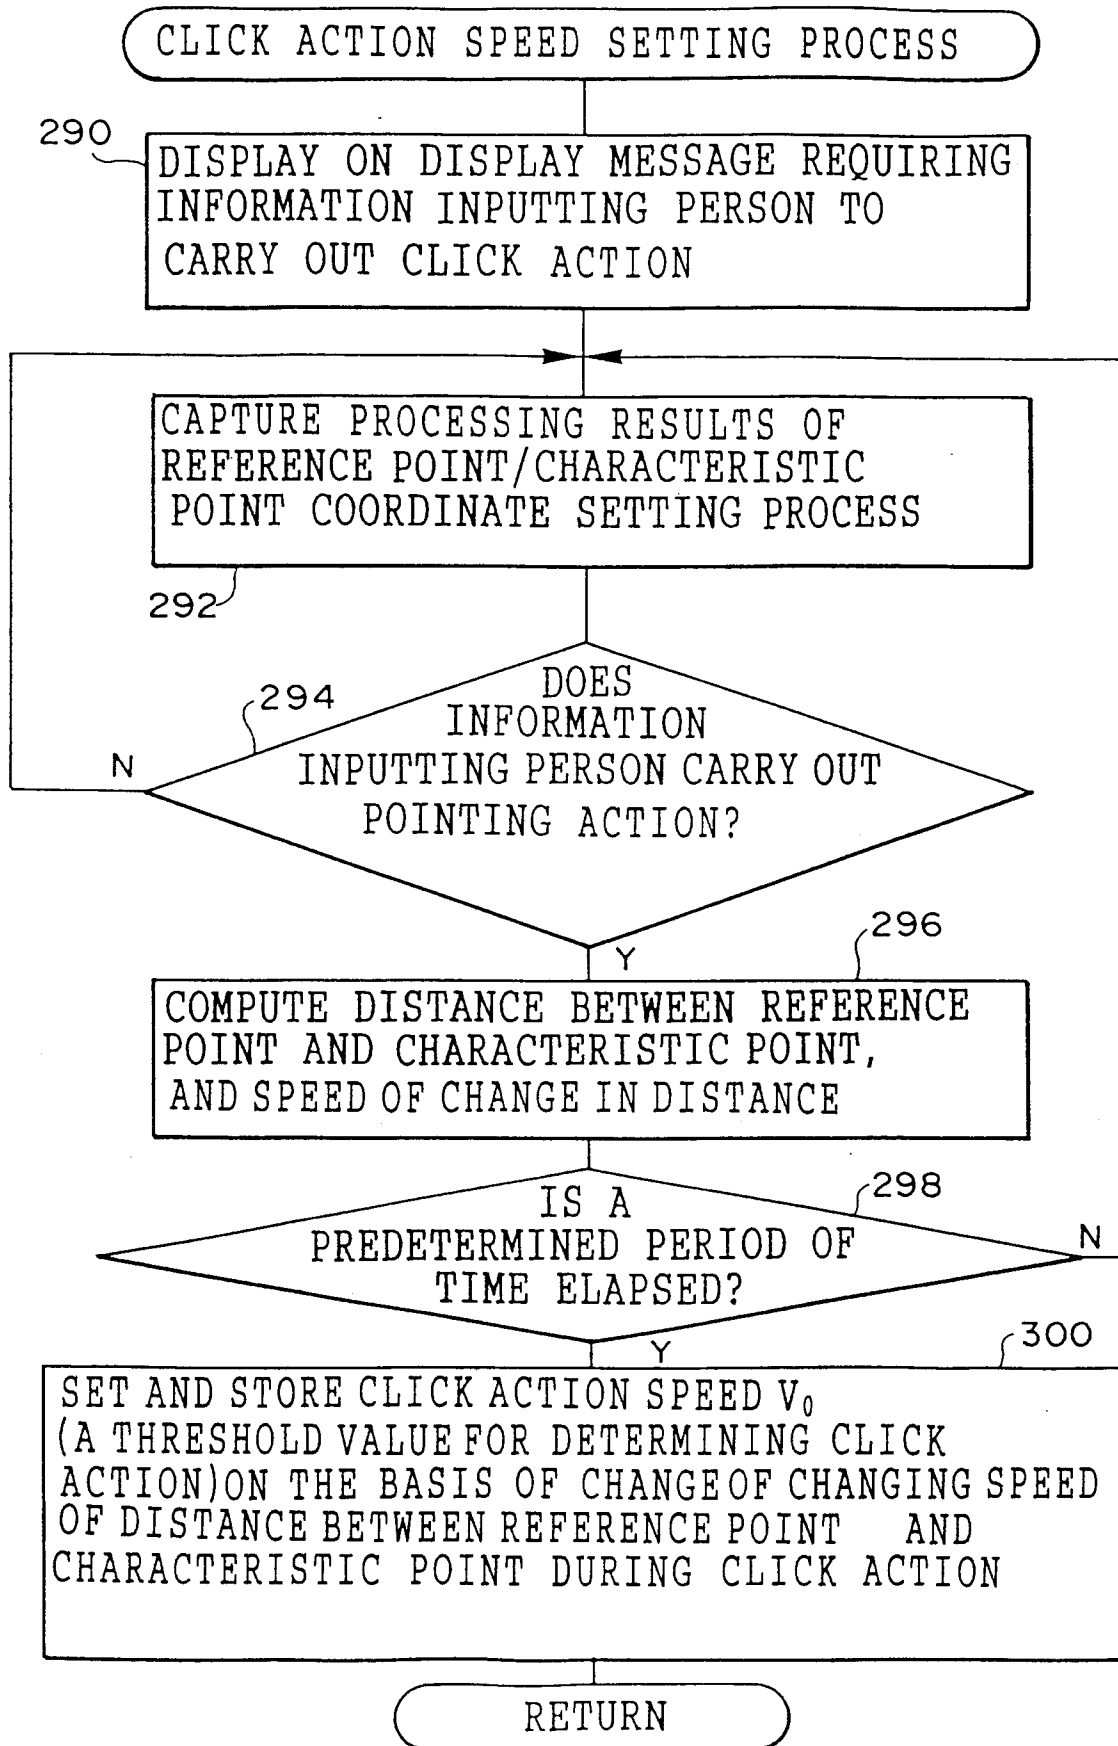 CLICK ACTION SPEED SETTING PROCESS
290
DISPLAY ON DISPLAY MESSAGE REQUIRING
INFORMATION INPUTTING PERSON TO
CARRY OUT CLICK ACTION
CAPTURE PROCESSING RESULTS OF
REFERENCE POINT/CHARACTERISTIC
POINT COORDINATE SETTING PROCESS
292
294
DOES
INFORMATION
INPUTTING PERSON CARRY OUT
POINTING ACTION?
N
Y
296
COMPUTE DISTANCE BETWEEN REFERENCE
POINT AND CHARACTERISTIC POINT,
AND SPEED OF CHANGE IN DISTANCE
298
IS A
PREDETERMINED PERIOD OF
TIME ELAPSED?
N
Y
300
SET AND STORE CLICK ACTION SPEED V₀
(A THRESHOLD VALUE FOR DETERMINING CLICK
ACTION)ON THE BASIS OF CHANGE OF CHANGING SPEED
OF DISTANCE BETWEEN REFERENCE POINT AND
CHARACTERISTIC POINT DURING CLICK ACTION
RETURN